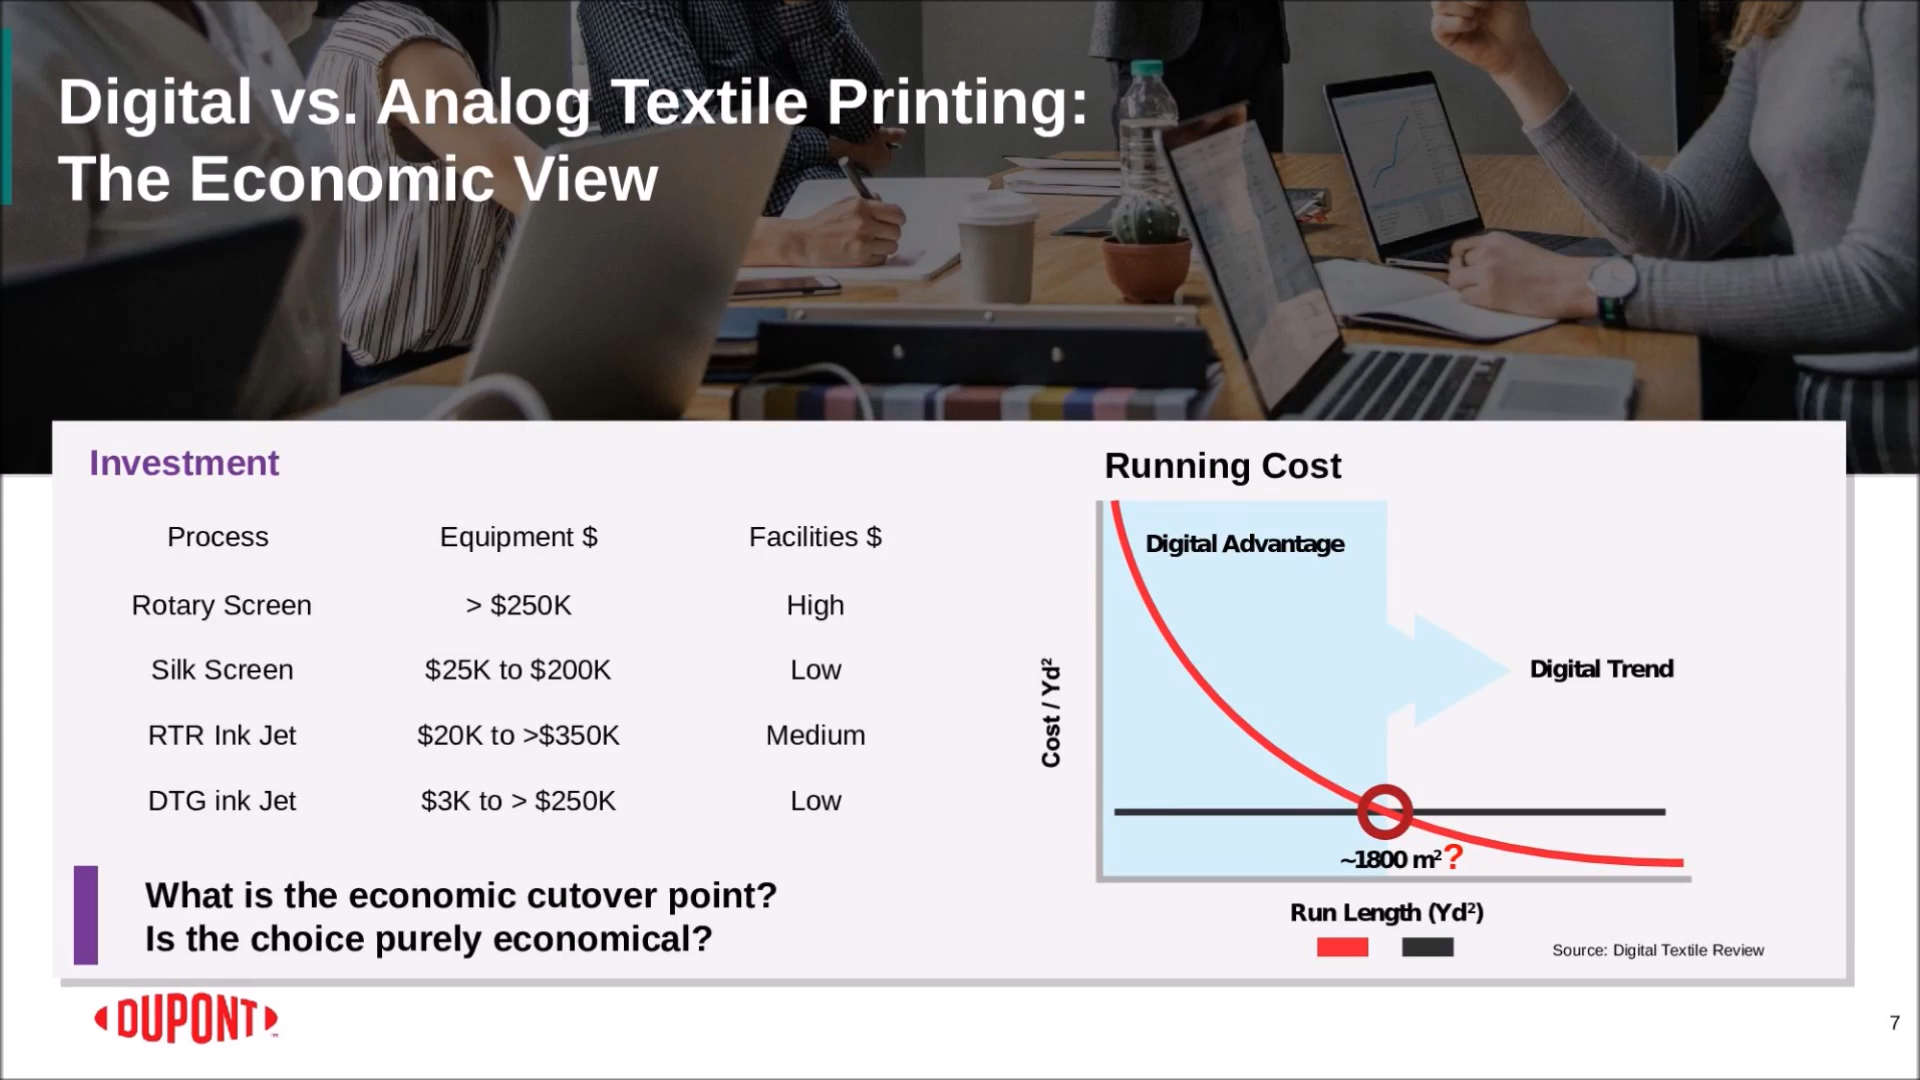 Digital vs. Analog Textile Printing:
The Economic View
Investment
Process Equipment $ Facilities $
Rotary Screen > $250K High
Silk Screen $25K to $200K Low
RTR Ink Jet $20K to >$350K Medium
DTG ink Jet $3K to > $250K Low
What is the economic cutover point?
Is the choice purely economical?
Running Cost
Digital Advantage
Digital Trend
Cost / Yd²
~1800 m²?
Run Length (Yd²)
Source: Digital Textile Review
DUPONT
7